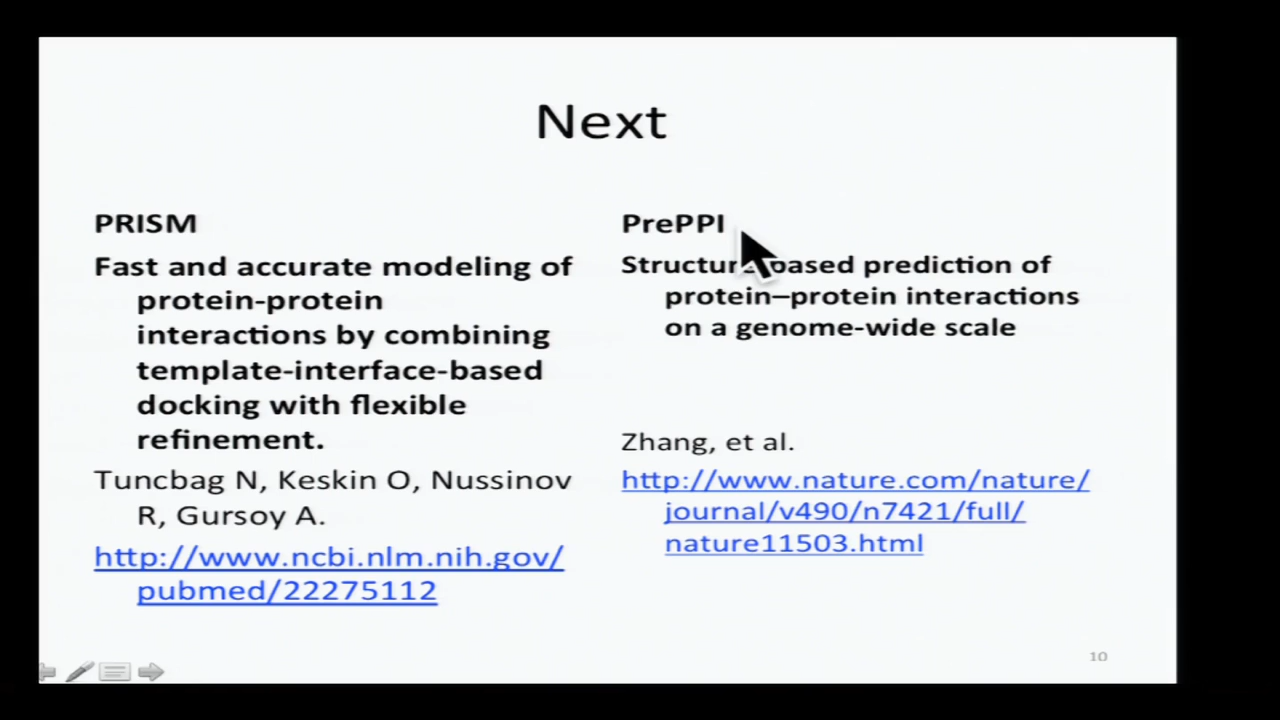 Next
PRISM
Fast and accurate modeling of
protein-protein
interactions by combining
template-interface-based
docking with flexible
refinement.
Tuncbag N, Keskin O, Nussinov
R, Gursoy A.
http://www.ncbi.nlm.nih.gov/
pubmed/22275112
PrePPI
Structure-based prediction of
protein–protein interactions
on a genome-wide scale
Zhang, et al.
http://www.nature.com/nature/
journal/v490/n7421/full/
nature11503.html
10